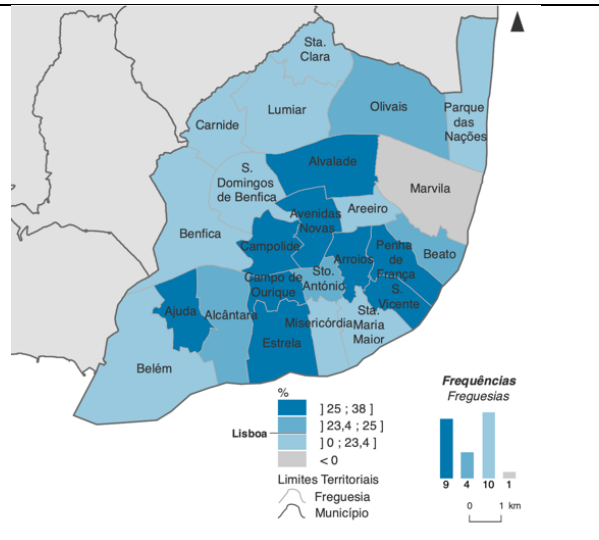 Sta.
Clara
Lumiar
Olivais
Parque
das
Nações
Carnide
Alvalade
S.
Domingos
de Benfica
Marvila
Avenidas
Novas
Areeiro
Benfica
Campolide
Arroios
Penha
de
França
Beato
Sto.
António
Campo de
Ourique
S.
Vicente
Ajuda
Alcântara
Misericórdia
Sta.
Maria
Maior
Estrela
Belém
%
] 25 ; 38 ]
] 23,4 ; 25 ]
Lisboa
] 0 ; 23,4 ]
< 0
Limites Territoriais
Freguesia
Município
Frequências
Freguesias
9 4 10 1
0 1 km